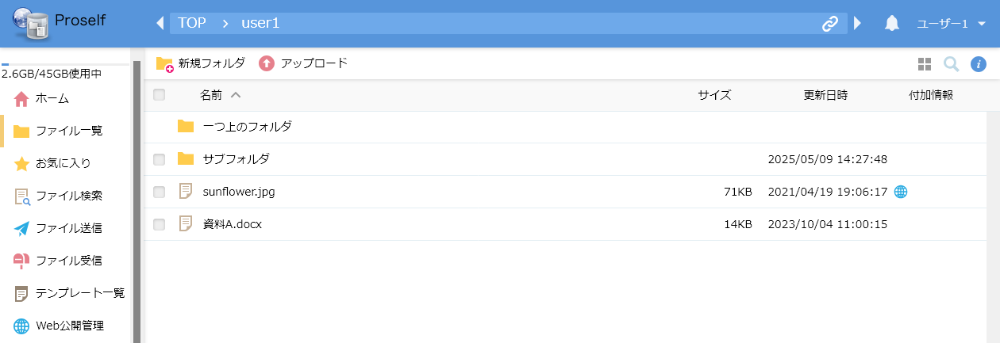 Proself
TOP > user1
ユーザー1
2.6GB/45GB使用中
ホーム
ファイル一覧
お気に入り
ファイル検索
ファイル送信
ファイル受信
テンプレート一覧
Web公開管理
新規フォルダ アップロード
名前 サイズ 更新日時 付加情報
一つ上のフォルダ
サブフォルダ 2025/05/09 14:27:48
sunflower.jpg 71KB 2021/04/19 19:06:17
資料A.docx 14KB 2023/10/04 11:00:15